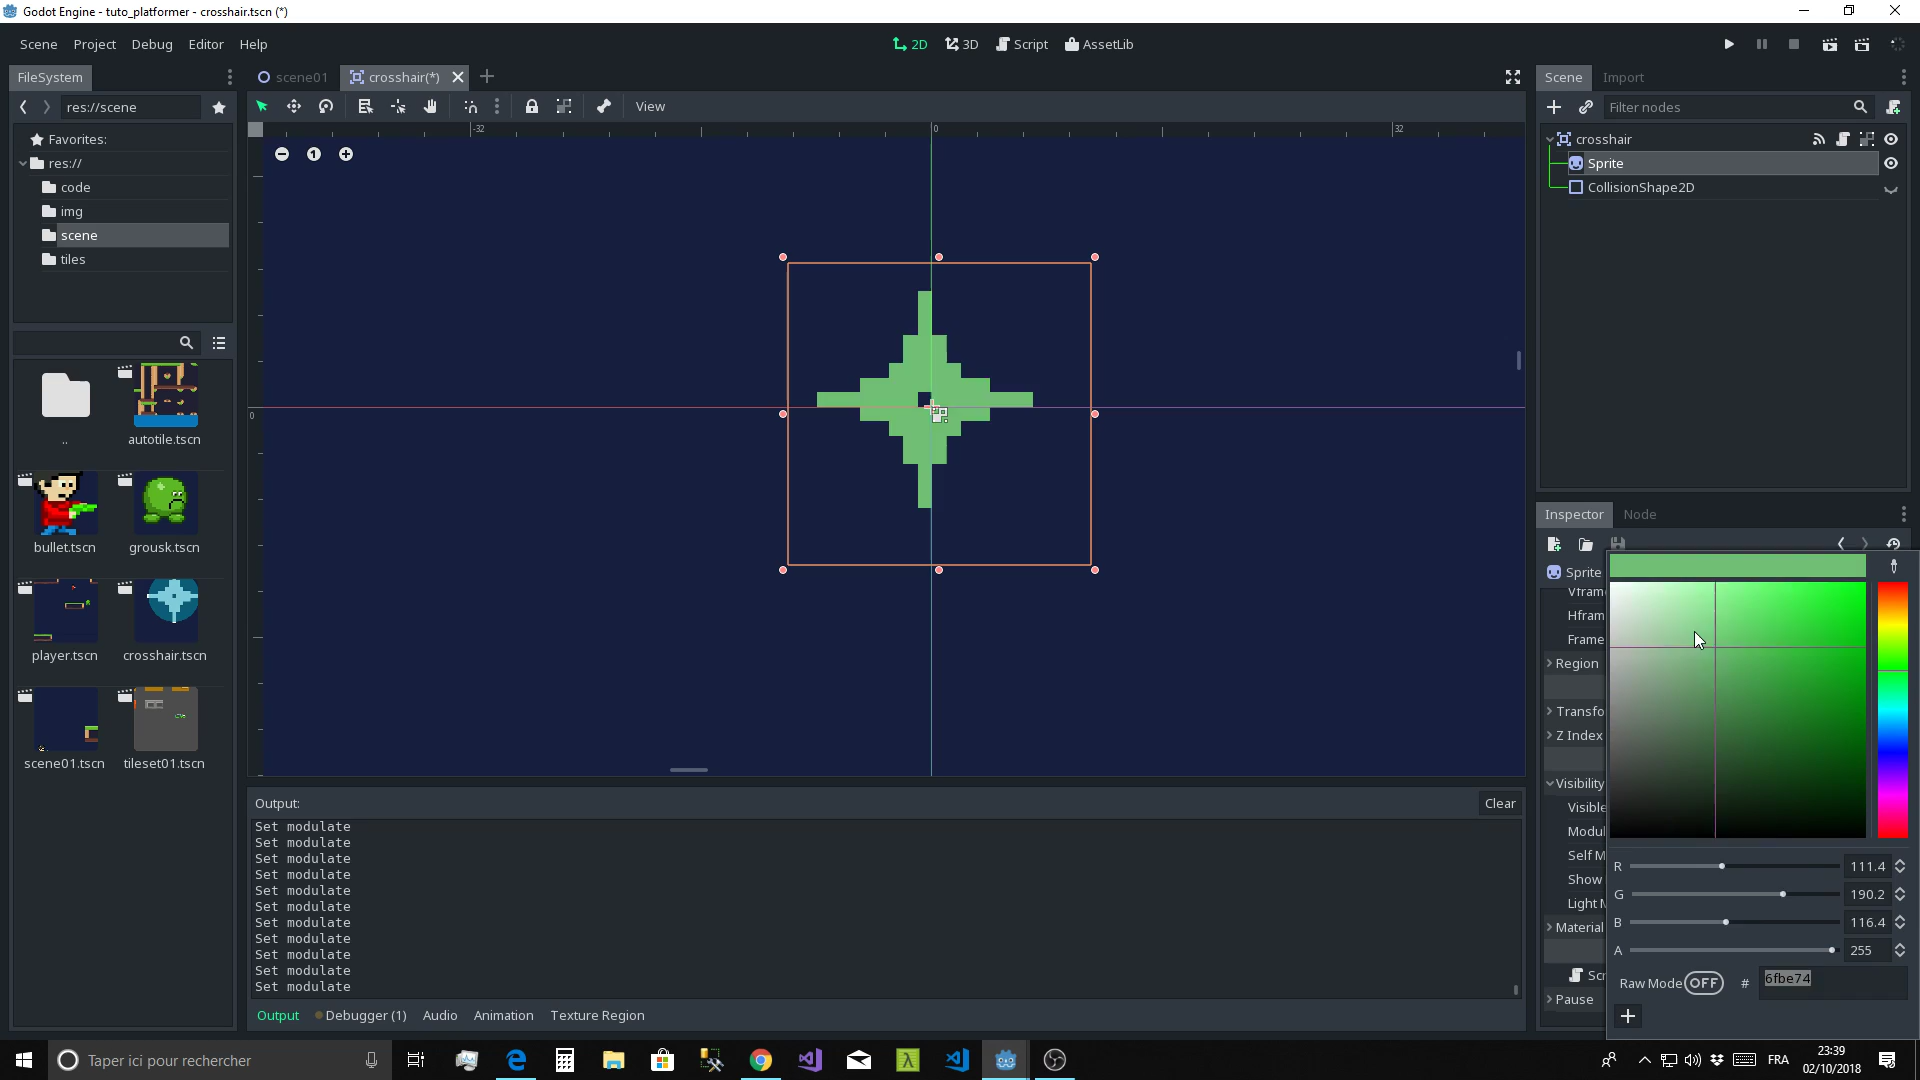 Godot Engine - tuto_platformer - crosshair.tscn (*)
Scene Project Debug Editor Help
2D 3D Script AssetLib
FileSystem
scene01 crosshair(*)
Scene Import
res://scene
View
Filter nodes
-32 0 32
Favorites:
res://
code
img
scene
tiles
1
0
crosshair
Sprite
CollisionShape2D
..
autotile.tscn
bullet.tscn grousk.tscn
player.tscn crosshair.tscn
scene01.tscn tileset01.tscn
Inspector Node
Sprite
Vfram
Hfram
Frame
Region
Transfo
Z Index
Visibility
Visible
Modul
Self M
Show
Light M
Material
Scr
Pause
R 111.4
G 190.2
B 116.4
A 255
Raw Mode OFF # 6fbe74
Output: Clear
Set modulate
Set modulate
Set modulate
Set modulate
Set modulate
Set modulate
Set modulate
Set modulate
Set modulate
Set modulate
Set modulate
Output Debugger (1) Audio Animation Texture Region
Taper ici pour rechercher
FRA
23:39
02/10/2018